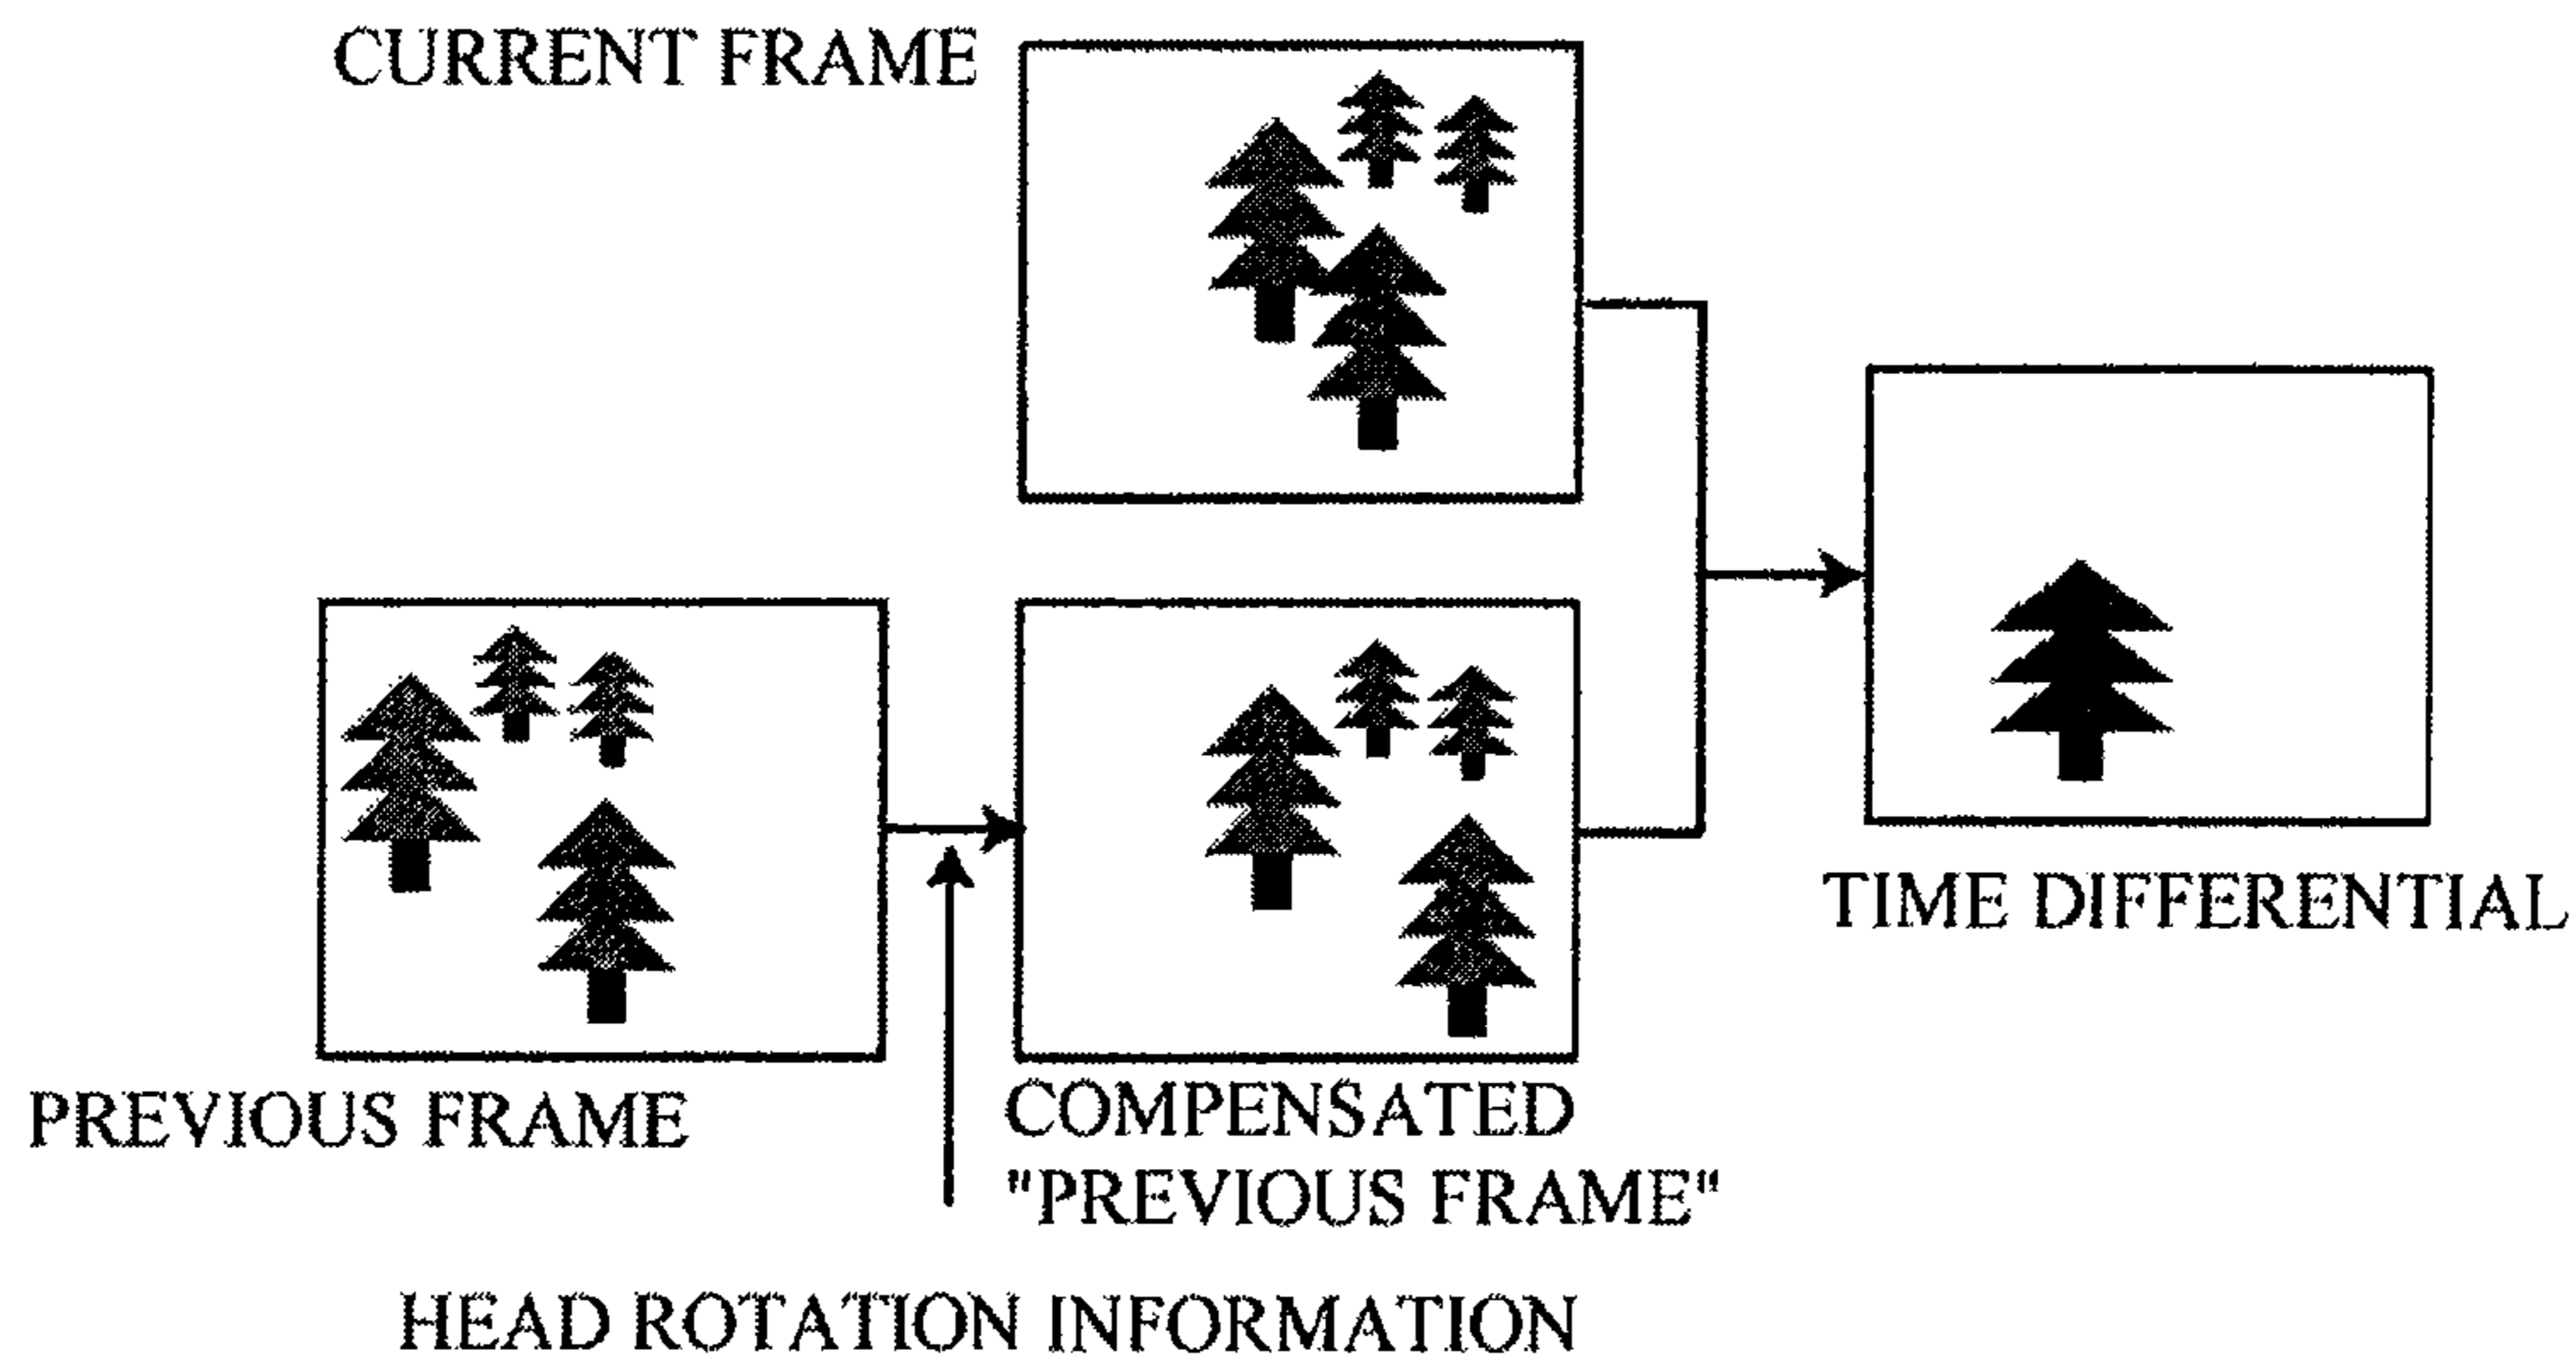 CURRENT FRAME
TIME DIFFERENTIAL
PREVIOUS FRAME
COMPENSATED
"PREVIOUS FRAME"
HEAD ROTATION INFORMATION